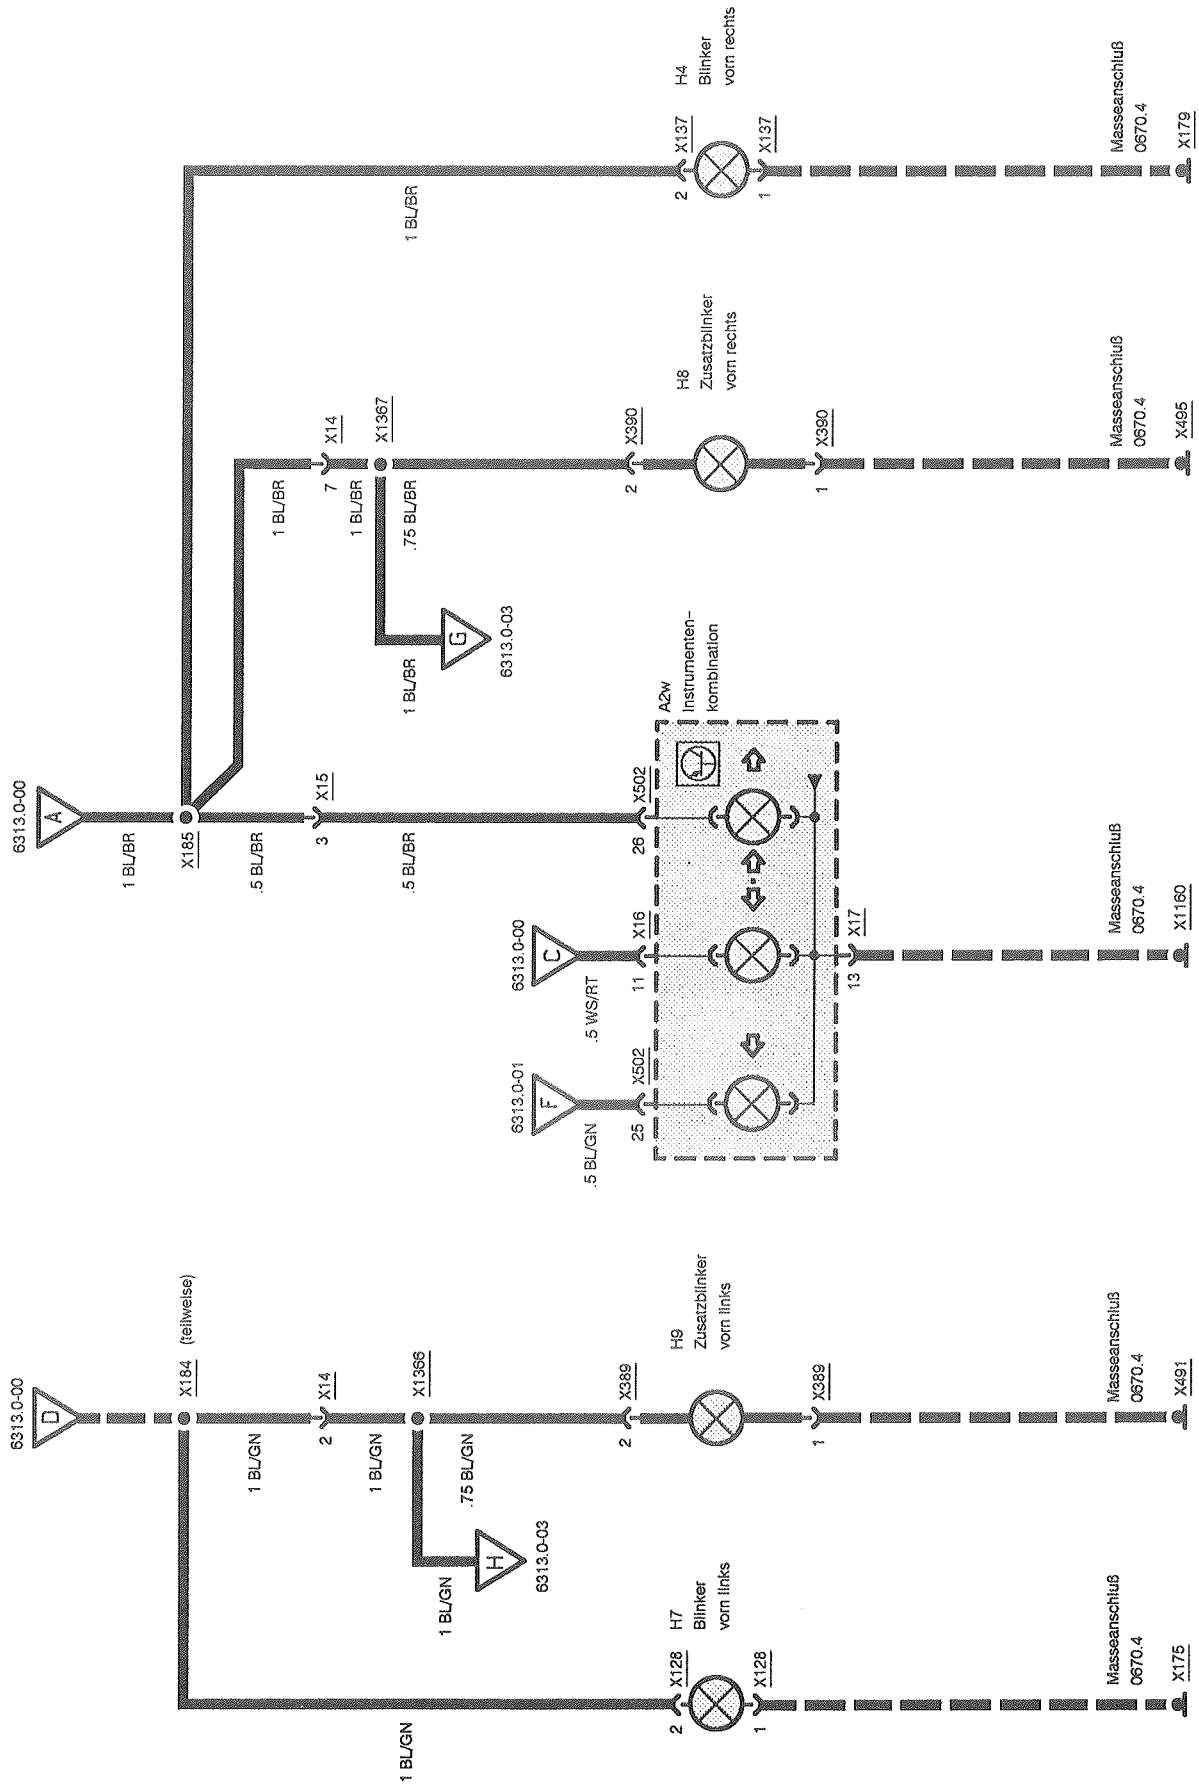 6313.0-00
D
X184
(teilweise)
1 BL/GN
2
X14
1 BL/GN
X1366
1 BL/GN
H
6313.0-03
.75 BL/GN
1 BL/GN
2
X128
H7
Blinker
vorn links
1
X128
Masseanschluß
0670.4
X175
2
X389
H9
Zusatzblinker
vorn links
1
X389
Masseanschluß
0670.4
X491
6313.0-01
F
.5 BL/GN
25
X502
6313.0-00
C
.5 WS/RT
11
X16
6313.0-00
A
1 BL/BR
X185
.5 BL/BR
3
X15
.5 BL/BR
26
X502
A2w
Instrumenten-
kombination
13
X17
Masseanschluß
0670.4
X1160
1 BL/BR
7
X14
1 BL/BR
X1367
1 BL/BR
G
6313.0-03
.75 BL/BR
2
X390
H8
Zusatzblinker
vorn rechts
1
X390
Masseanschluß
0670.4
X495
1 BL/BR
2
X137
H4
Blinker
vorn rechts
1
X137
Masseanschluß
0670.4
X179